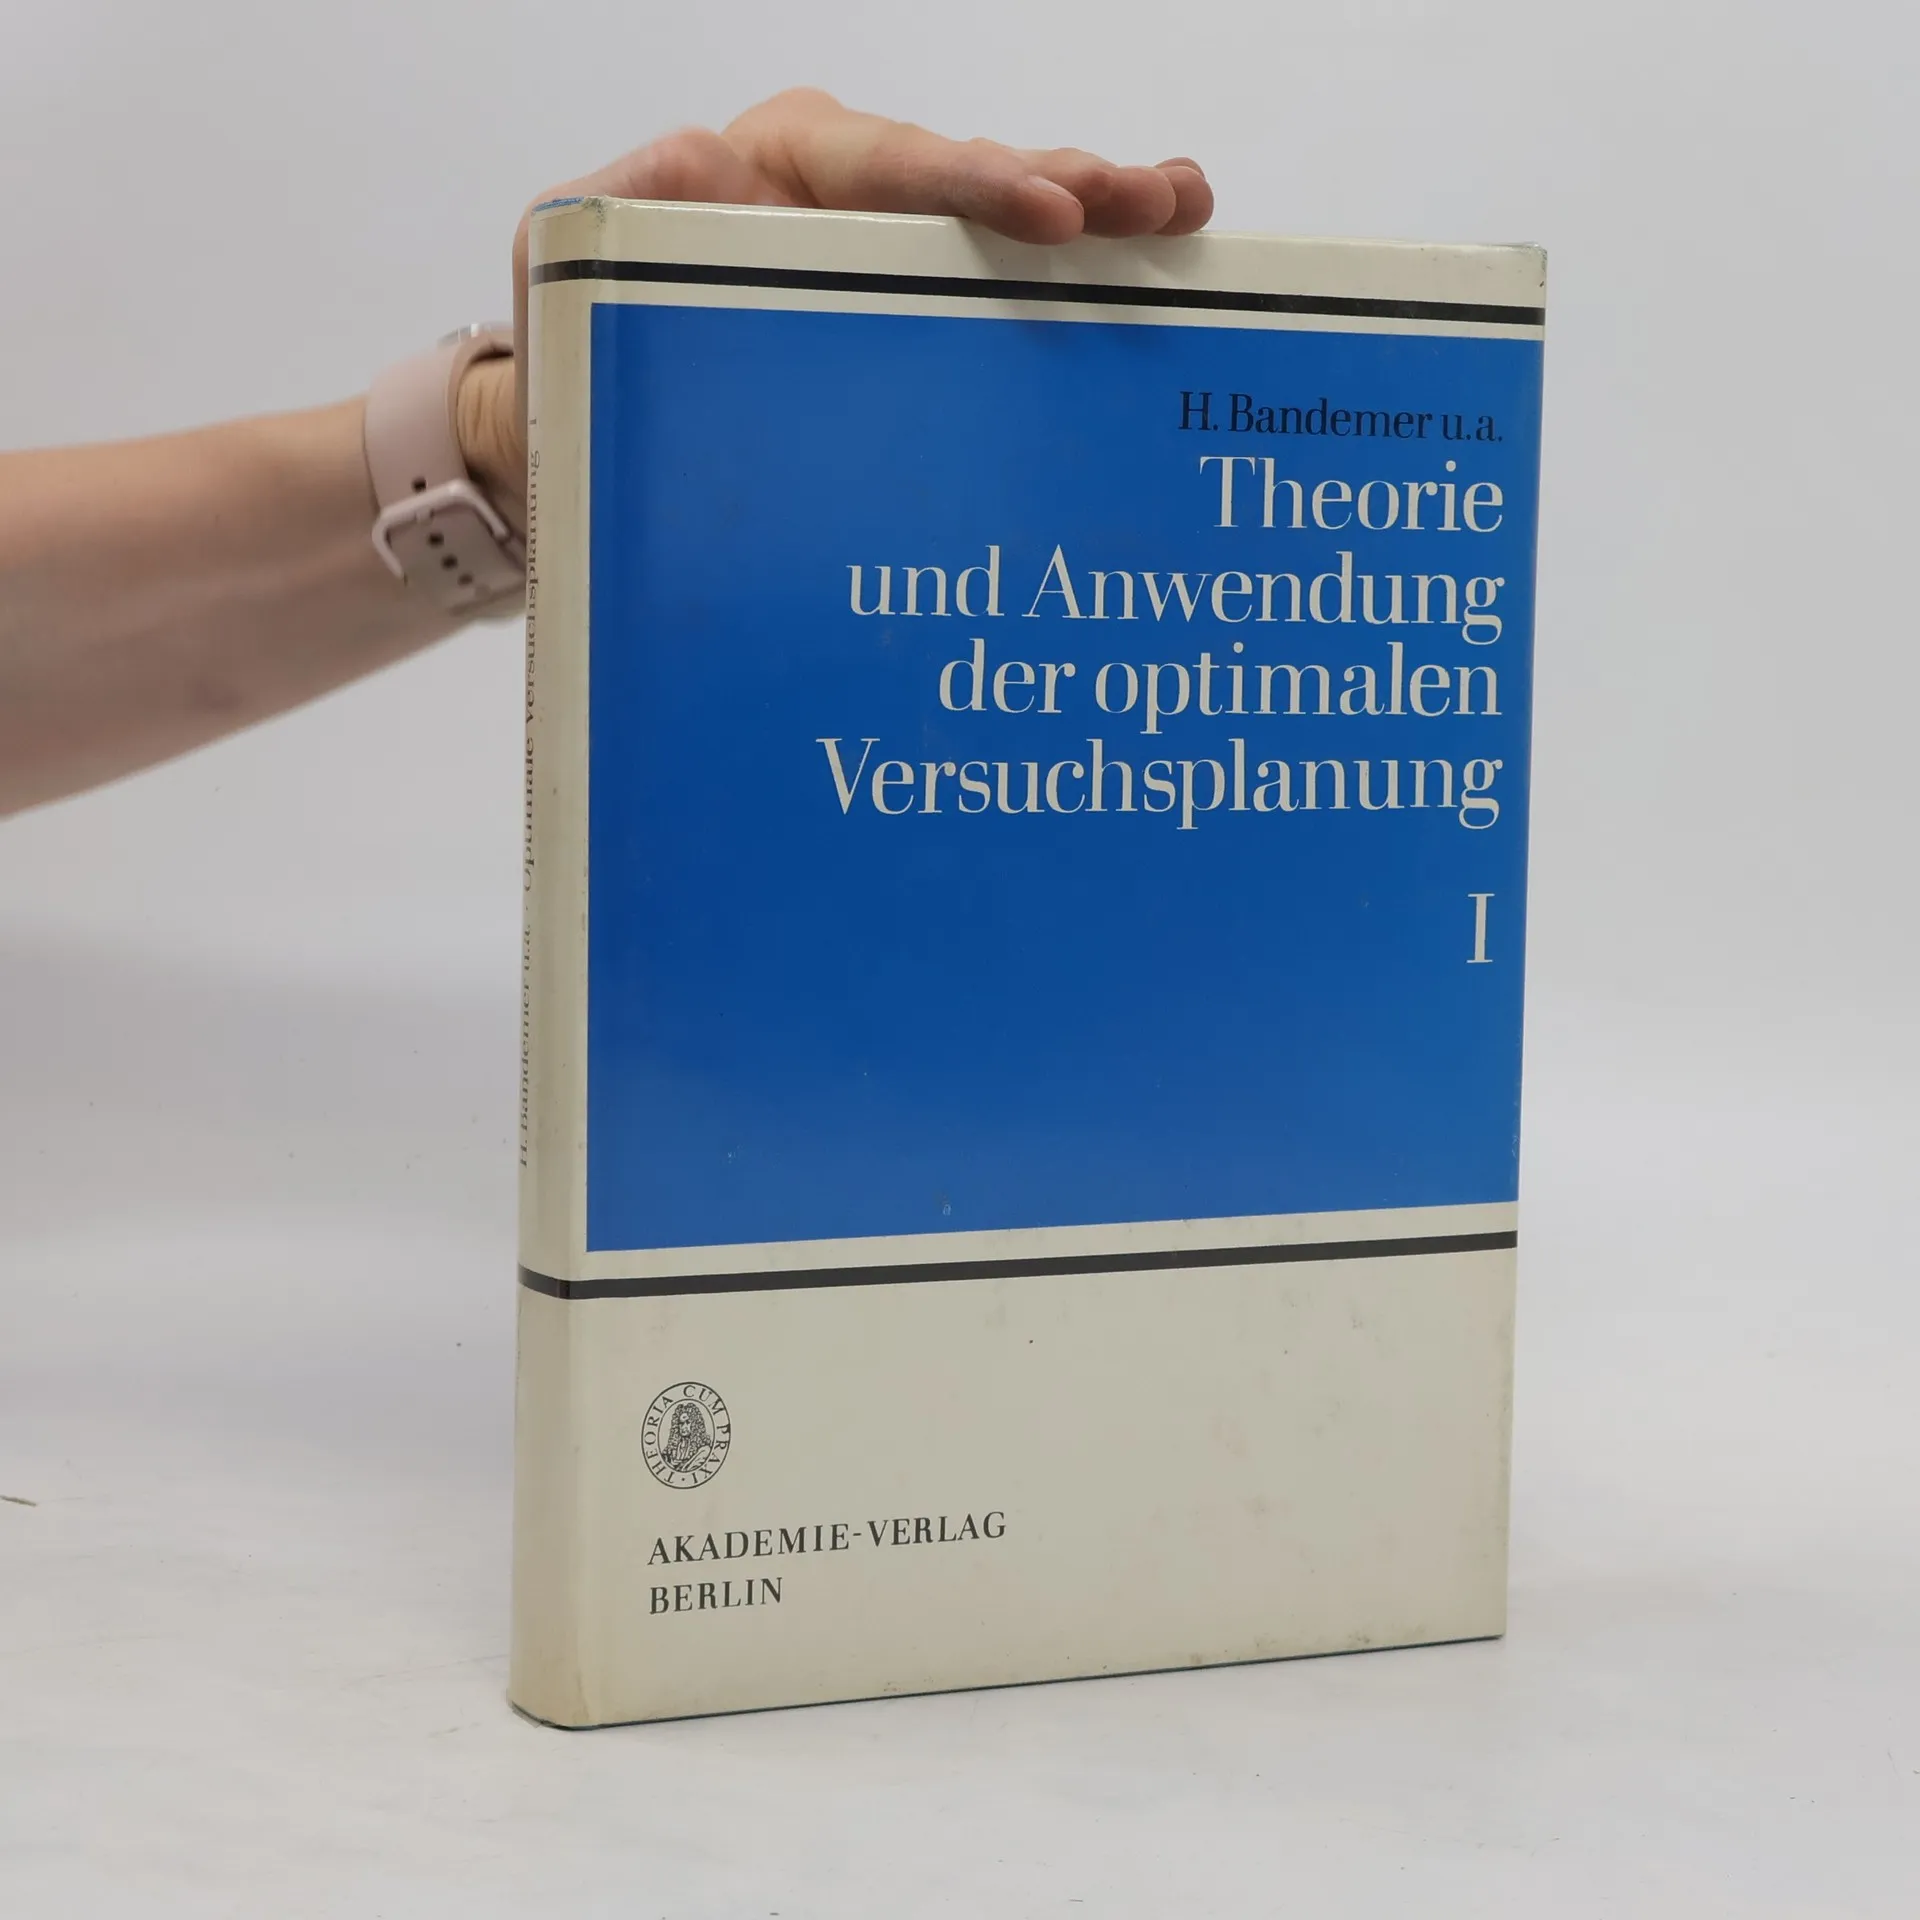 H. Bandemer u.a.
Theorie
und Anwendung
der optimalen
Versuchsplanung
I
H. Bandemer u.a. · Optimale Versuchsplanung I
THEORIA CUM PRAXI ·
AKADEMIE-VERLAG
BERLIN